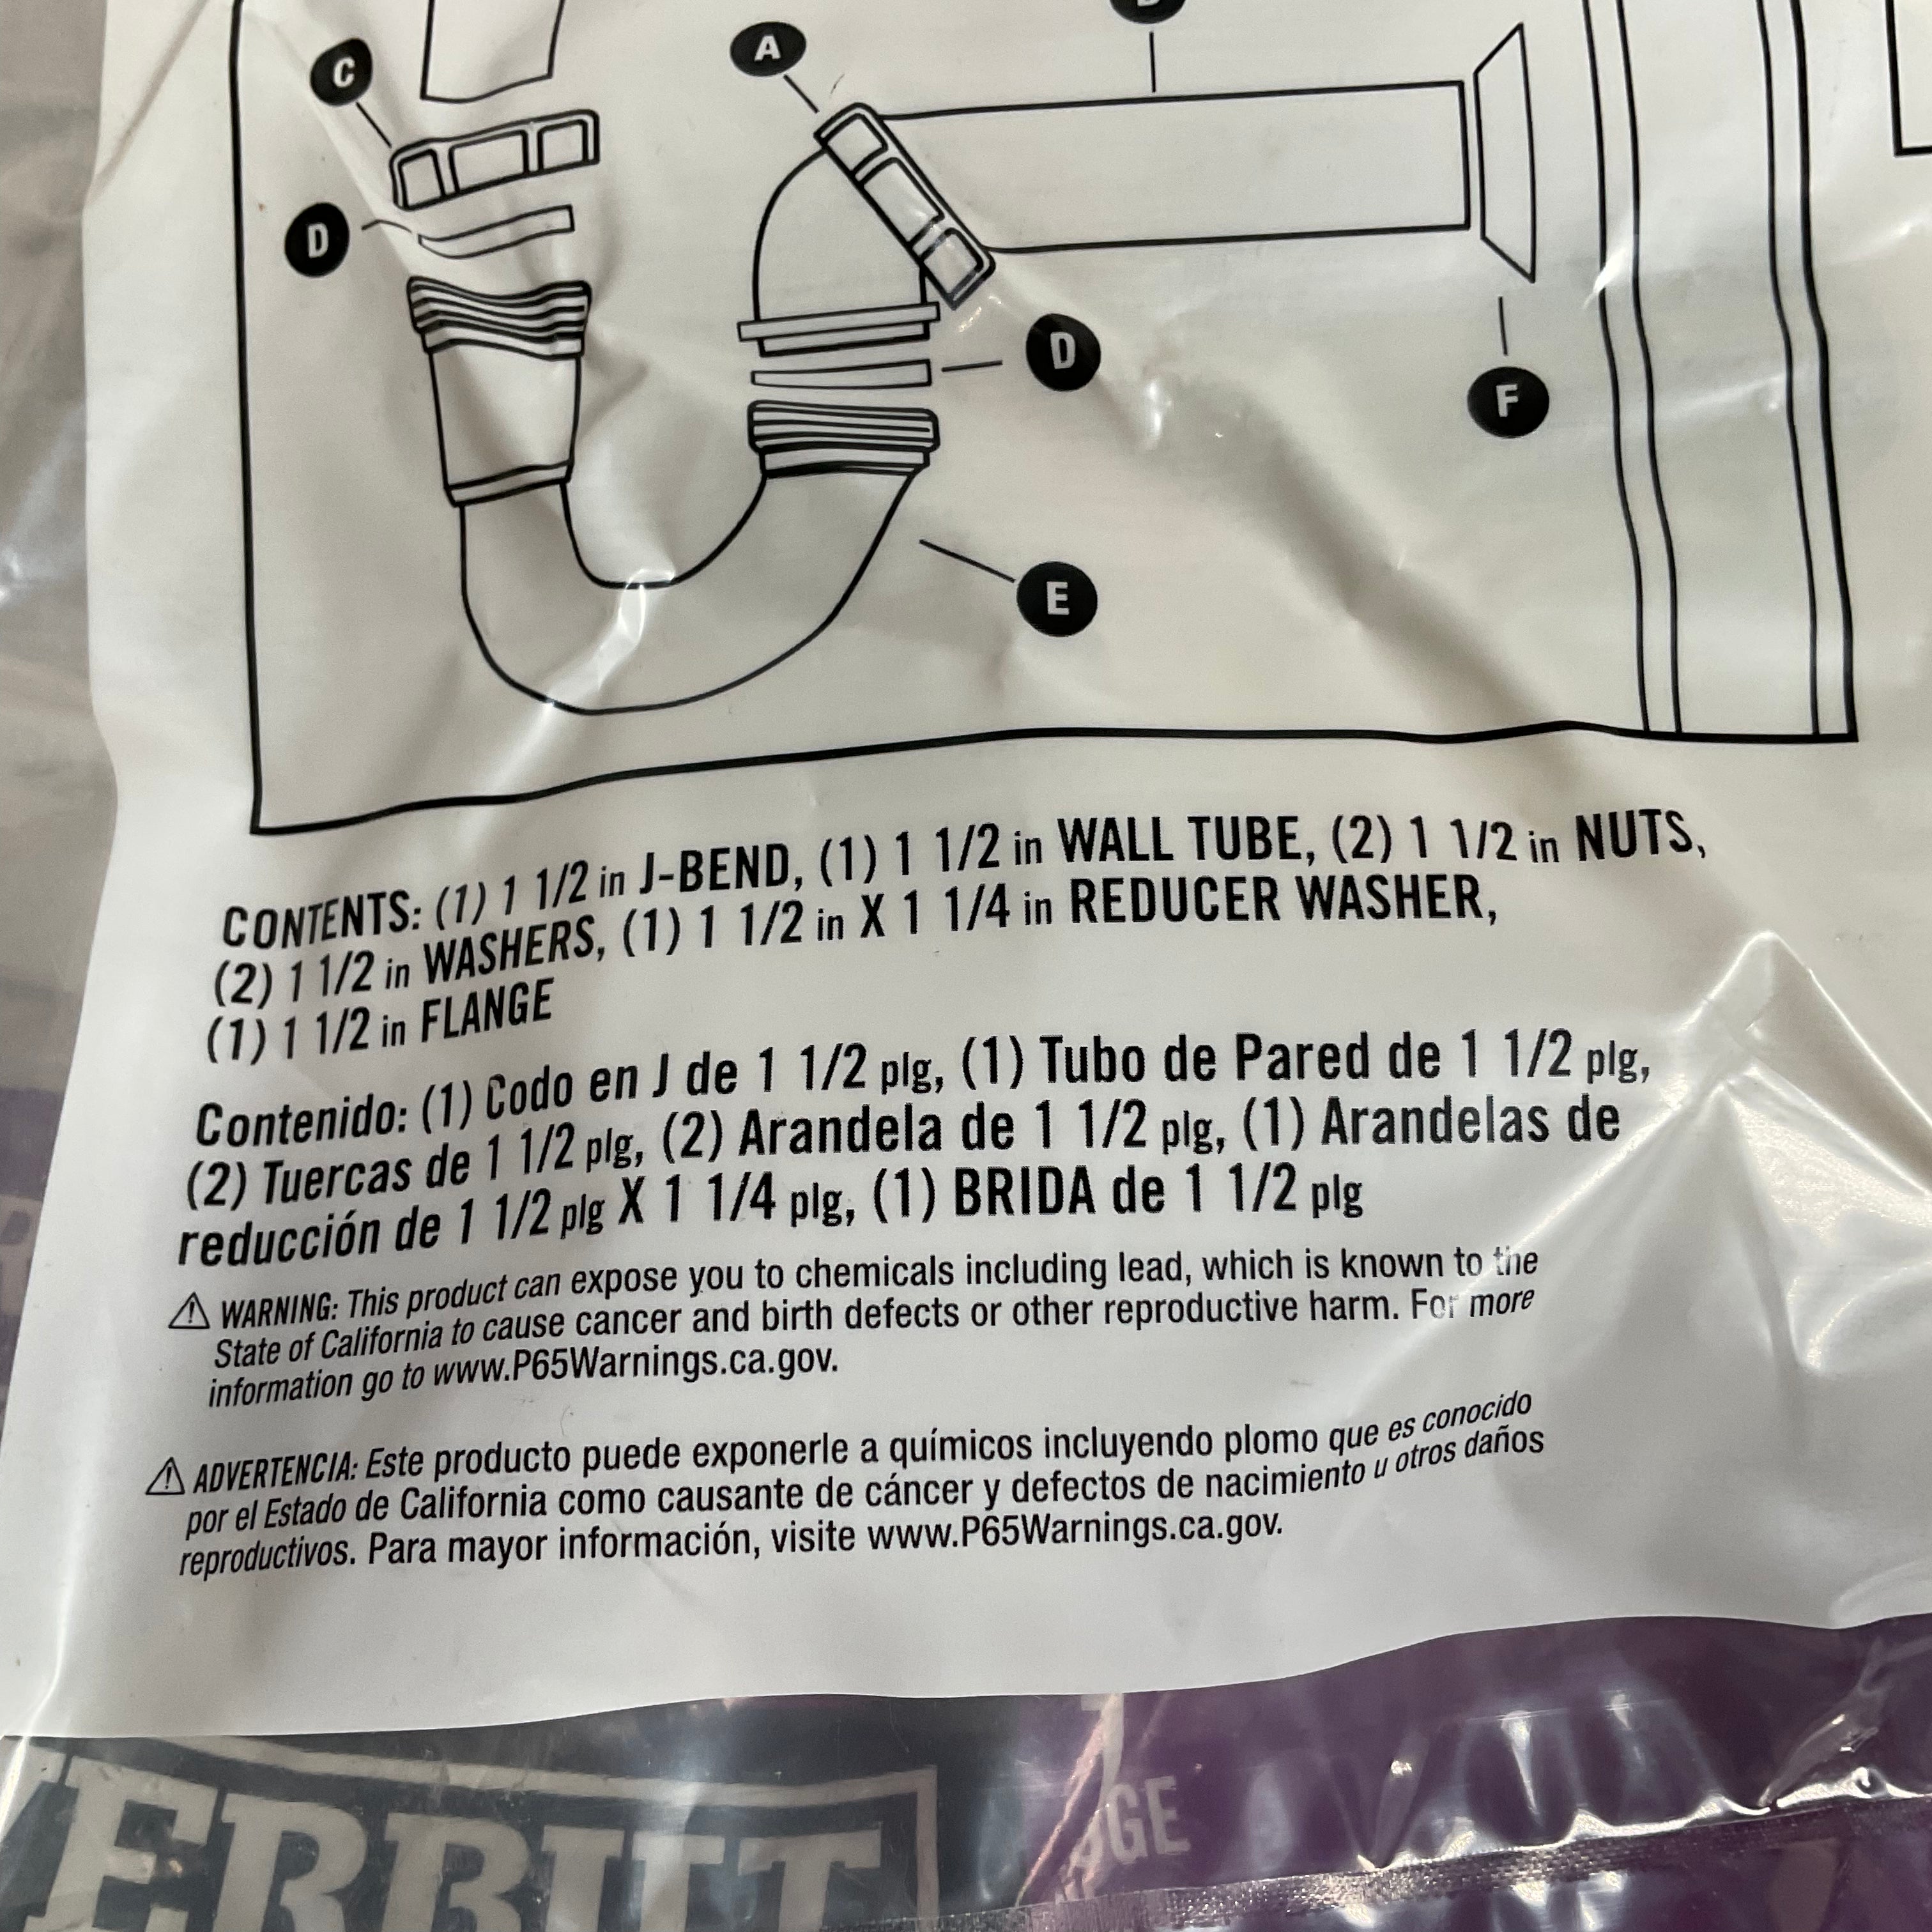 A
C
D
D
F
E
CONTENTS: (1) 1 1/2 in J-BEND, (1) 1 1/2 in WALL TUBE, (2) 1 1/2 in NUTS,
(2) 1 1/2 in WASHERS, (1) 1 1/2 in X 1 1/4 in REDUCER WASHER,
(1) 1 1/2 in FLANGE
Contenido: (1) Codo en J de 1 1/2 plg, (1) Tubo de Pared de 1 1/2 plg,
(2) Tuercas de 1 1/2 plg, (2) Arandela de 1 1/2 plg, (1) Arandelas de
reducción de 1 1/2 plg X 1 1/4 plg, (1) BRIDA de 1 1/2 plg
⚠ WARNING: This product can expose you to chemicals including lead, which is known to the
State of California to cause cancer and birth defects or other reproductive harm. For more
information go to www.P65Warnings.ca.gov.
⚠ ADVERTENCIA: Este producto puede exponerle a químicos incluyendo plomo que es conocido
por el Estado de California como causante de cáncer y defectos de nacimiento u otros daños
reproductivos. Para mayor información, visite www.P65Warnings.ca.gov.